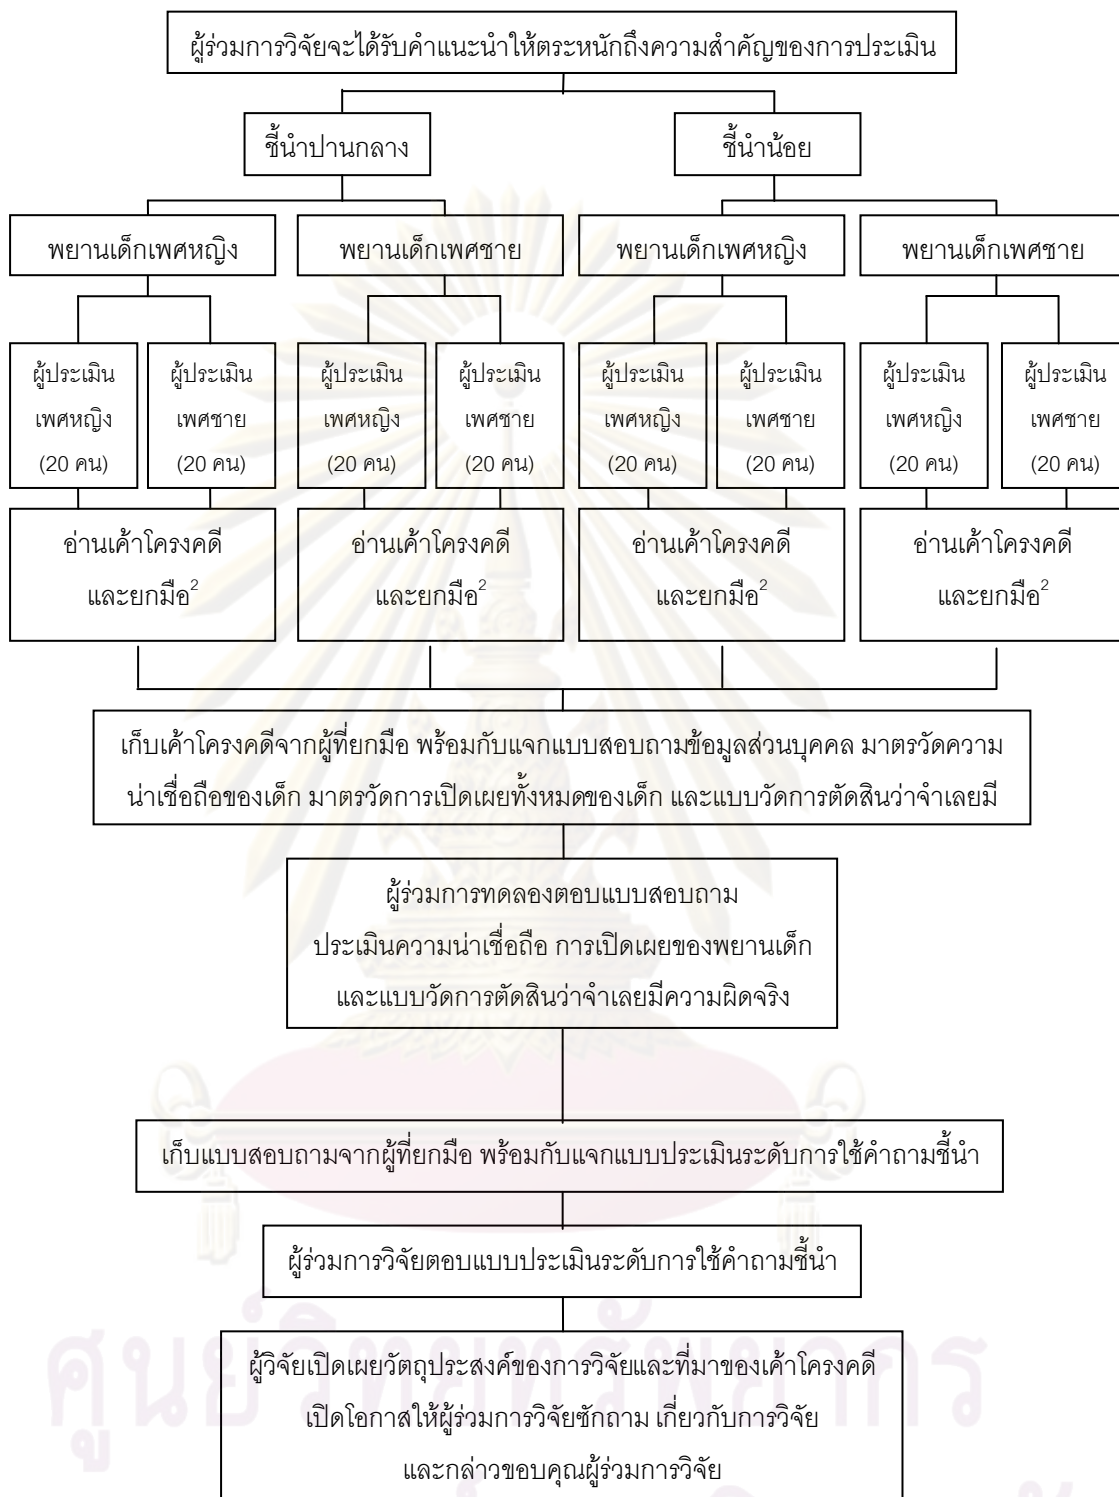 ผู้ร่วมการวิจัยจะได้รับคำแนะนำให้ตระหนักถึงความสำคัญของการประเมิน
ชี้นำปานกลาง
ชี้นำน้อย
พยานเด็กเพศหญิง
พยานเด็กเพศชาย
พยานเด็กเพศหญิง
พยานเด็กเพศชาย
ผู้ประเมิน
เพศหญิง
(20 คน)
ผู้ประเมิน
เพศชาย
(20 คน)
ผู้ประเมิน
เพศหญิง
(20 คน)
ผู้ประเมิน
เพศชาย
(20 คน)
ผู้ประเมิน
เพศหญิง
(20 คน)
ผู้ประเมิน
เพศชาย
(20 คน)
ผู้ประเมิน
เพศหญิง
(20 คน)
ผู้ประเมิน
เพศชาย
(20 คน)
อ่านเค้าโครงคดี
และยกมือ²
อ่านเค้าโครงคดี
และยกมือ²
อ่านเค้าโครงคดี
และยกมือ²
อ่านเค้าโครงคดี
และยกมือ²
เก็บเค้าโครงคดีจากผู้ที่ยกมือ พร้อมกับแจกแบบสอบถามข้อมูลส่วนบุคคล มาตรวัดความ
น่าเชื่อถือของเด็ก มาตรวัดการเปิดเผยทั้งหมดของเด็ก และแบบวัดการตัดสินว่าจำเลยมี
ผู้ร่วมการทดลองตอบแบบสอบถาม
ประเมินความน่าเชื่อถือ การเปิดเผยของพยานเด็ก
และแบบวัดการตัดสินว่าจำเลยมีความผิดจริง
เก็บแบบสอบถามจากผู้ที่ยกมือ พร้อมกับแจกแบบประเมินระดับการใช้คำถามชี้นำ
ผู้ร่วมการวิจัยตอบแบบประเมินระดับการใช้คำถามชี้นำ
ผู้วิจัยเปิดเผยวัตถุประสงค์ของการวิจัยและที่มาของเค้าโครงคดี
เปิดโอกาสให้ผู้ร่วมการวิจัยซักถาม เกี่ยวกับการวิจัย
และกล่าวขอบคุณผู้ร่วมการวิจัย
ศูนย์วิทยทรัพยากร